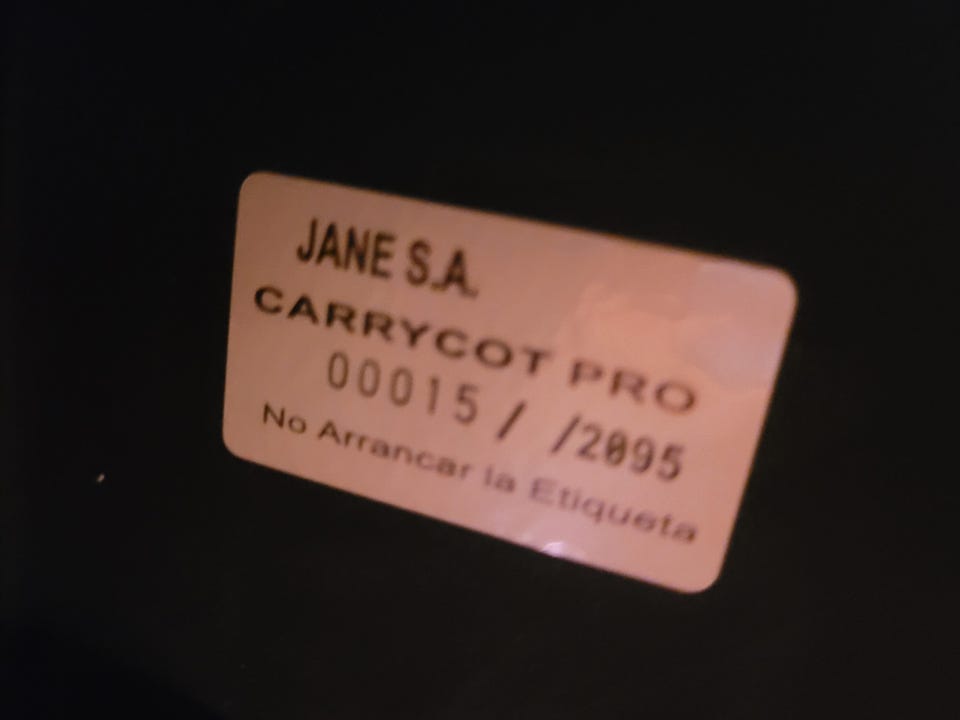 JANE S.A.
CARRYCOT PRO
00015 / /2095
No Arrancar la Etiqueta